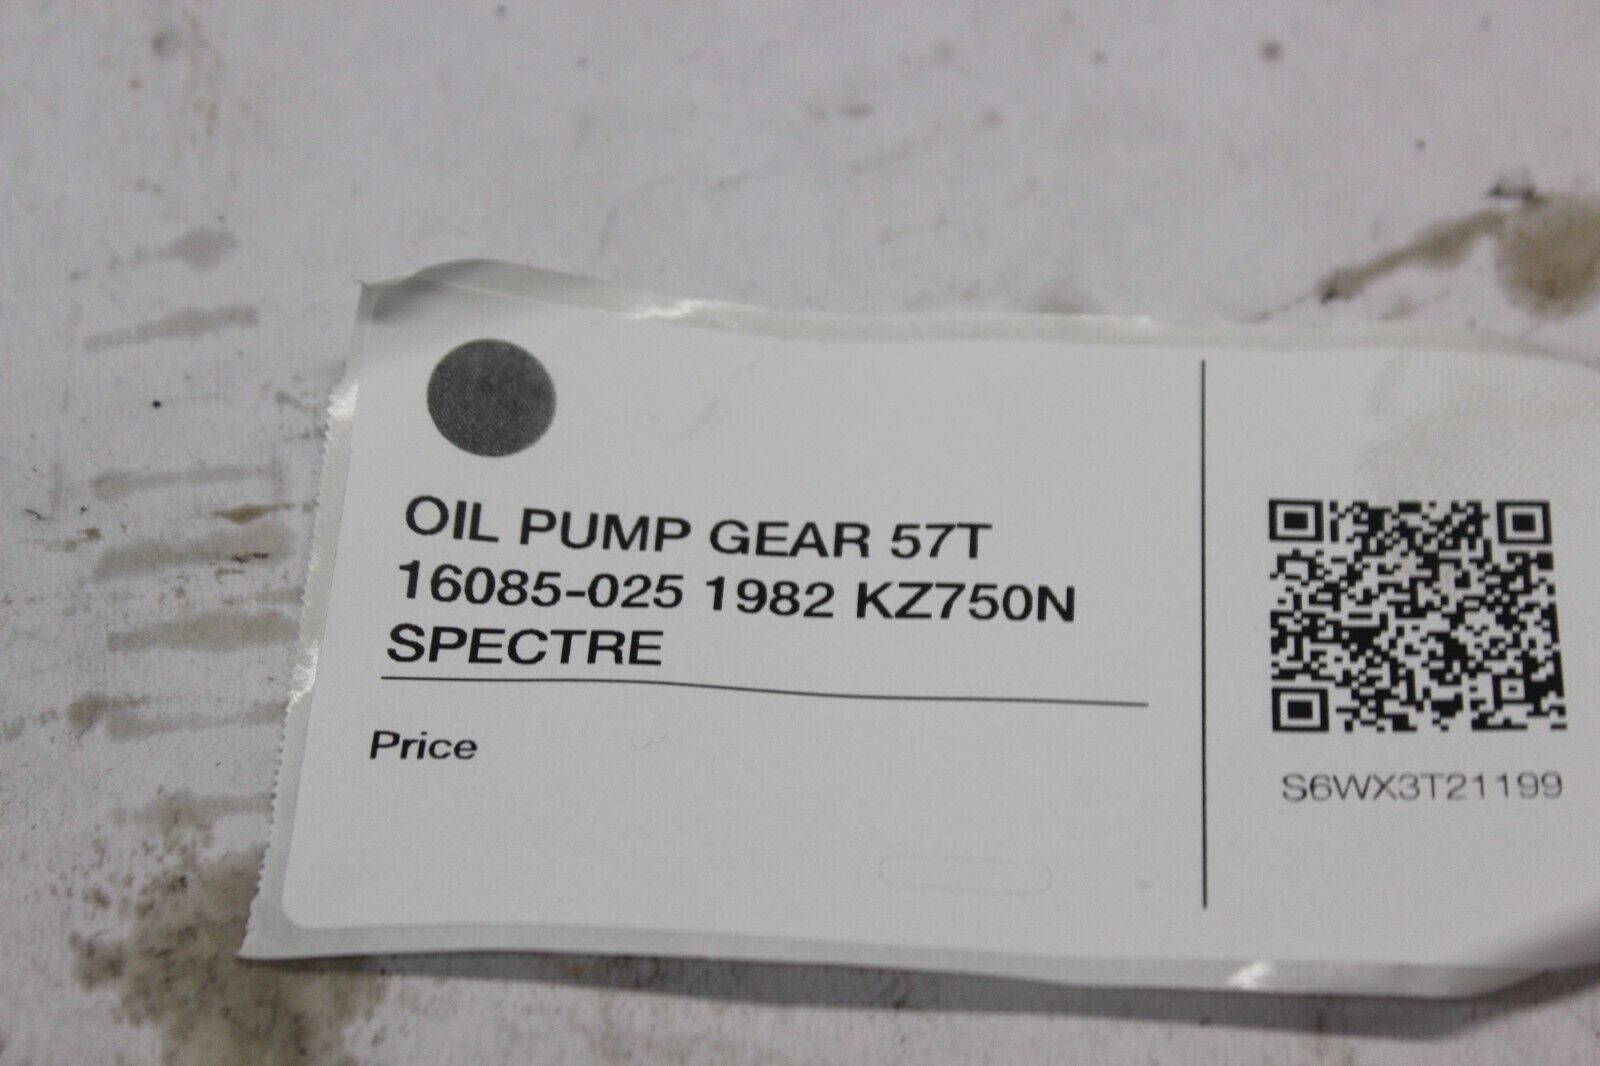 OIL PUMP GEAR 57T
16085-025 1982 KZ750N
SPECTRE
Price
S6WX3T21199